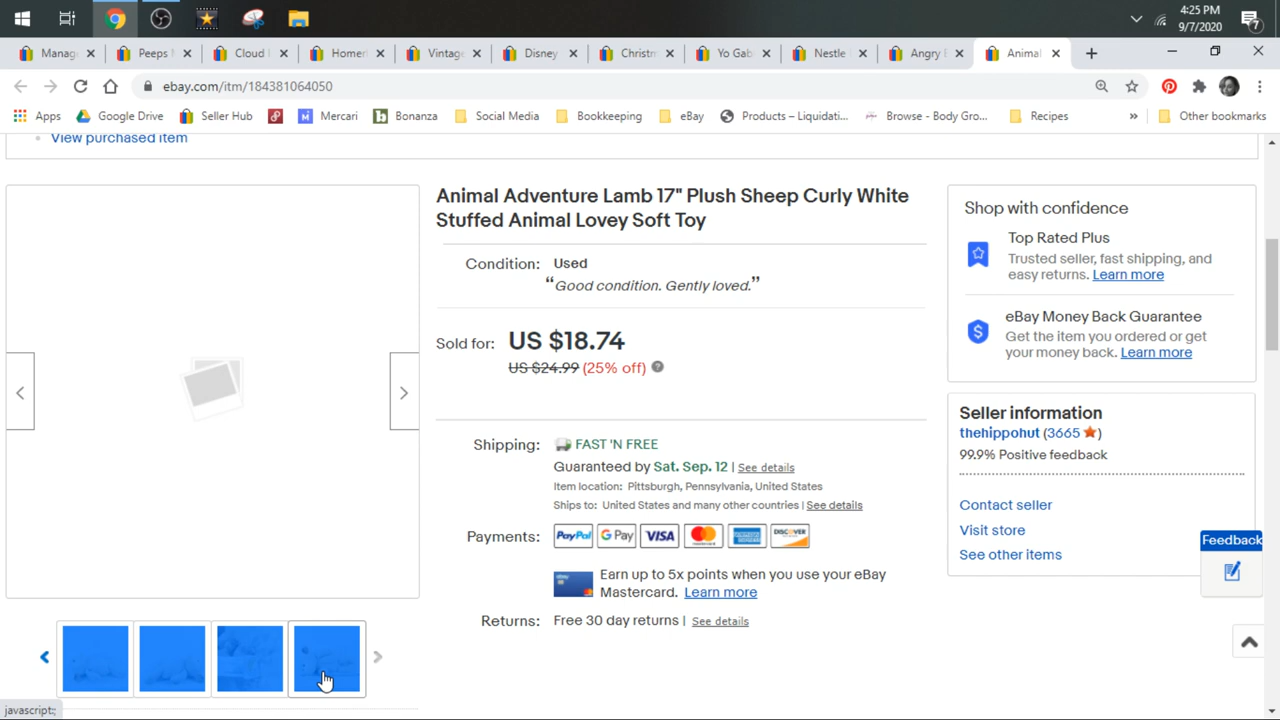 4:25 PM
9/7/2020
7
Manag
Peeps M
Cloud I
Homer
Vintag
Disney
Christm
Yo Gab
Nestle
Angry E
Animal
ebay.com/itm/184381064050
Apps
Google Drive
Seller Hub
Mercari
Bonanza
Social Media
Bookkeeping
eBay
Products – Liquidati...
Browse - Body Gro...
Recipes
»
Other bookmarks
View purchased item
Animal Adventure Lamb 17" Plush Sheep Curly White
Stuffed Animal Lovey Soft Toy
Condition: Used
“Good condition. Gently loved.”
Sold for: US $18.74
US $24.99 (25% off)
Shipping: FAST 'N FREE
Guaranteed by Sat. Sep. 12 | See details
Item location: Pittsburgh, Pennsylvania, United States
Ships to: United States and many other countries | See details
Payments: PayPal G Pay VISA
DISCOVER
Earn up to 5x points when you use your eBay
Mastercard. Learn more
Returns: Free 30 day returns | See details
Shop with confidence
Top Rated Plus
Trusted seller, fast shipping, and
easy returns. Learn more
eBay Money Back Guarantee
Get the item you ordered or get
your money back. Learn more
Seller information
thehippohut (3665)
99.9% Positive feedback
Contact seller
Visit store
See other items
Feedback
javascript:;